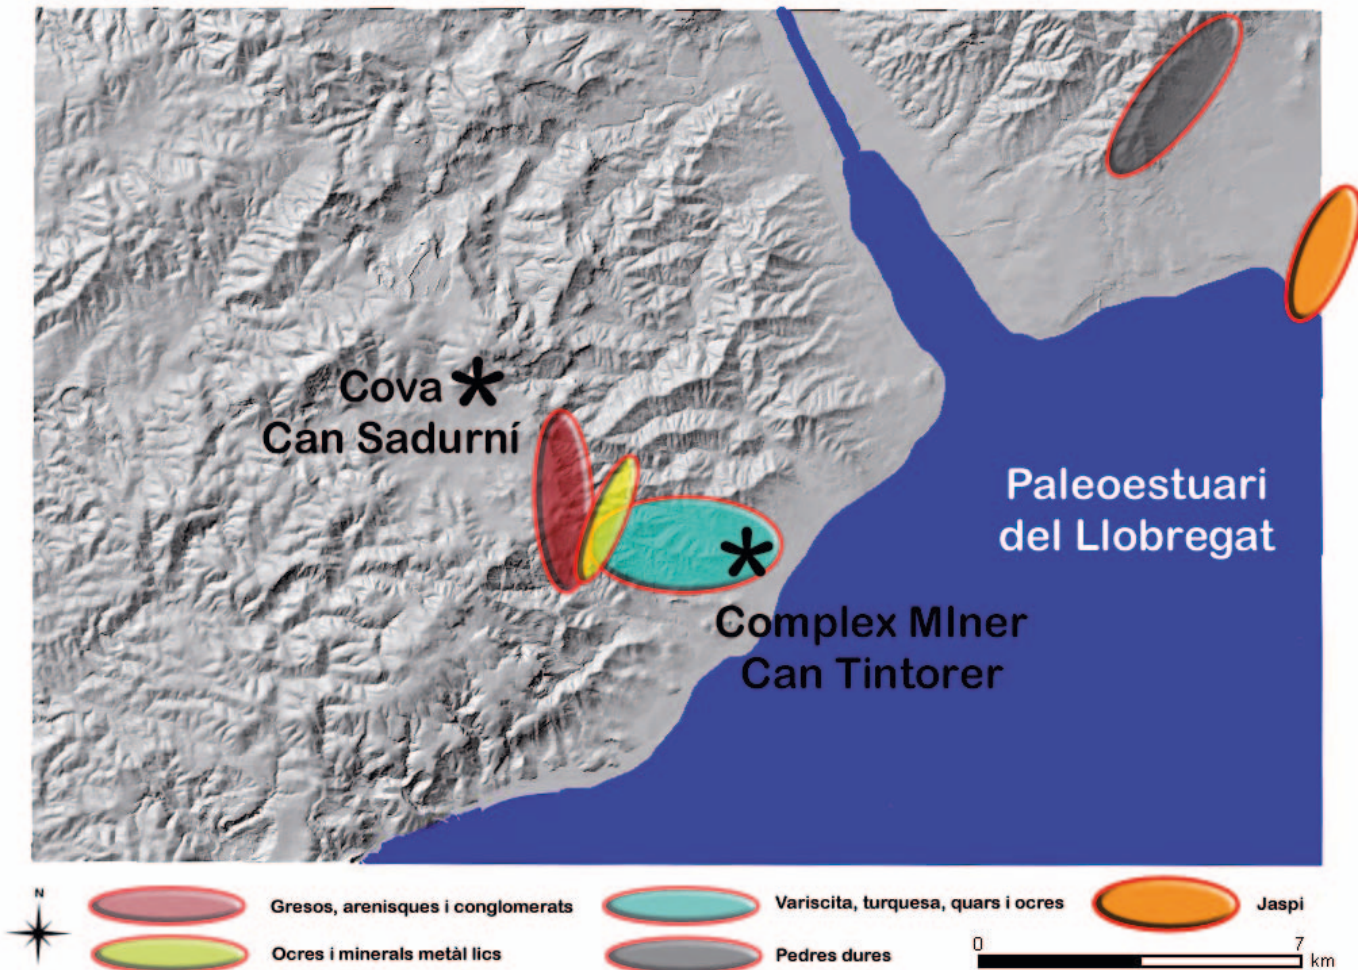 Cova
Can Sadurní
Paleoestuari
del Llobregat
Complex MIner
Can Tintorer
N
Gresos, arenisques i conglomerats
Variscita, turquesa, quars i ocres
Jaspi
Ocres i minerals metàl lics
Pedres dures
0 7
km